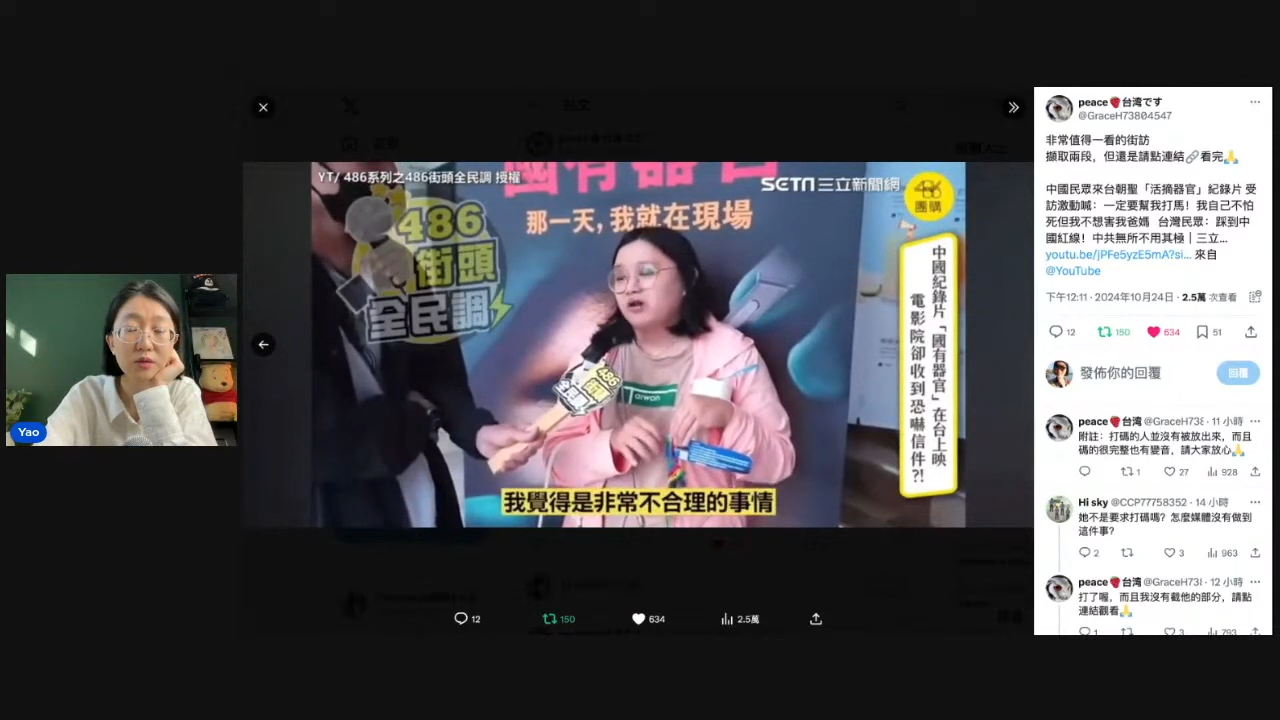 YT/ 486系列之486街頭全民調 授權
SETN三立新聞網
486
團購
486
街頭
全民調
國有器官
那一天，我就在現場
中國紀錄片「國有器官」在台上映
電影院卻收到恐嚇信件?!
486
街頭
全民調
Taiwan
我覺得是非常不合理的事情
Yao
12
150
634
2.5萬
peace🍓台湾です
@GraceH73804547
非常值得一看的街訪
擷取兩段，但還是請點連結🔗看完🙏
中國民眾來台朝聖「活摘器官」紀錄片 受
訪激動喊：一定要幫我打馬！我自己不怕
死但我不想害我爸媽 台灣民眾：踩到中
國紅線！中共無所不用其極｜三立...
youtu.be/jPFe5yzE5mA?si... 來自
@YouTube
下午12:11 · 2024年10月24日 · 2.5萬 次查看
12 150 634 51
發佈你的回覆
回覆
peace🍓台湾 @GraceH738 · 11 小時 ...
附註：打碼的人並沒有被放出來，而且
碼的很完整也有變音，請大家放心🙏
1 27 928
Hi sky @CCP77758352 · 14 小時 ...
她不是要求打碼嗎？怎麼媒體沒有做到
這件事？
2 3 963
peace🍓台湾 @GraceH738 · 12 小時 ...
打了喔，而且我沒有截他的部分，請點
連結觀看🙏
1 3 793